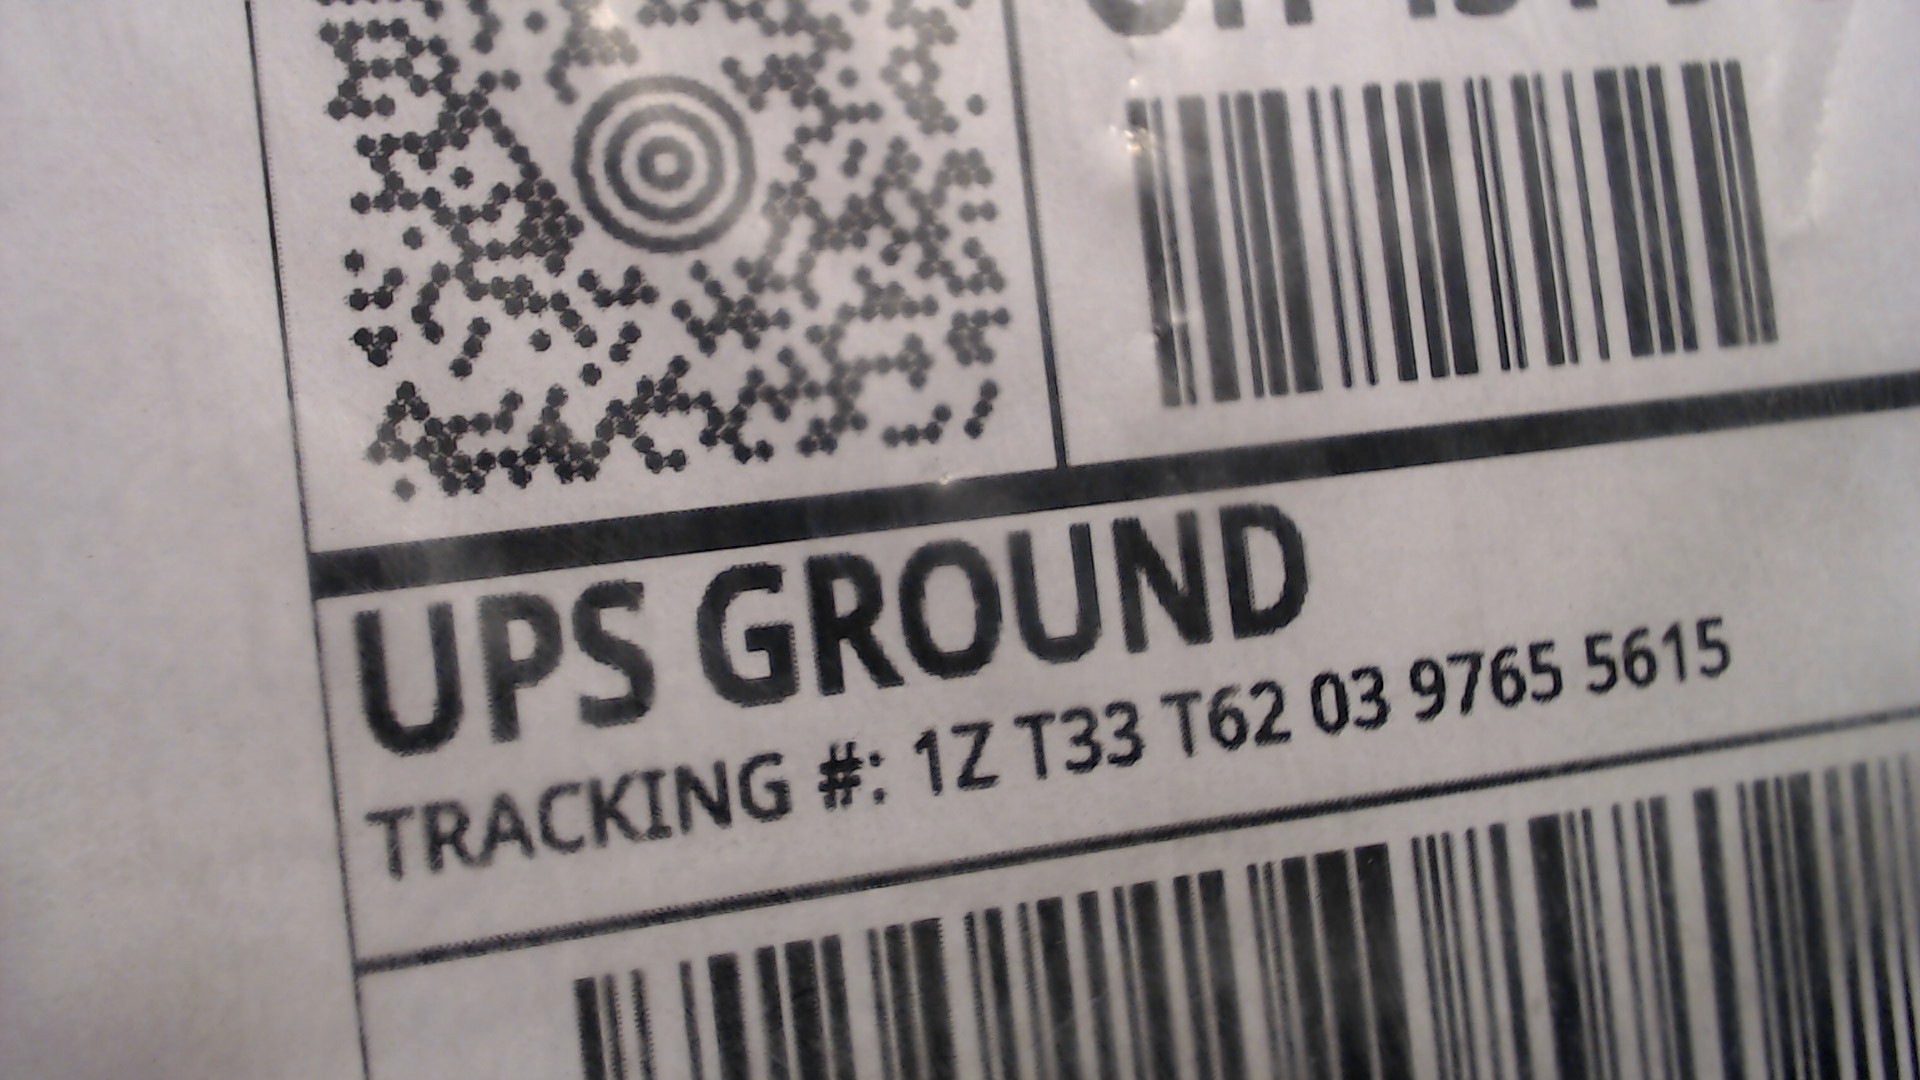 UPS GROUND
TRACKING #: 1Z T33 T62 03 9765 5615